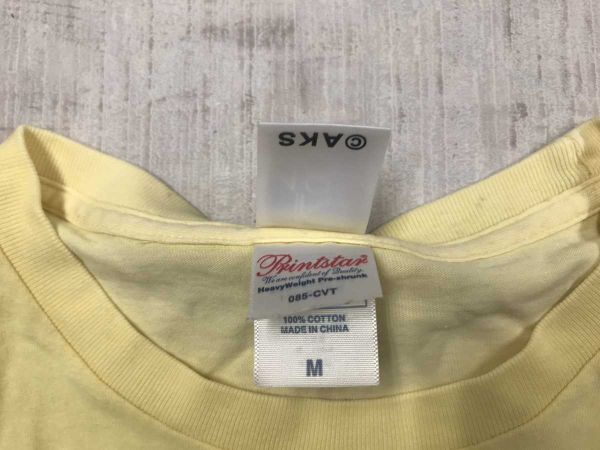 ©AKS
Printstar
We are confident of Quality.
HeavyWeight Pre-shrunk
085-CVT
100% COTTON
MADE IN CHINA
M